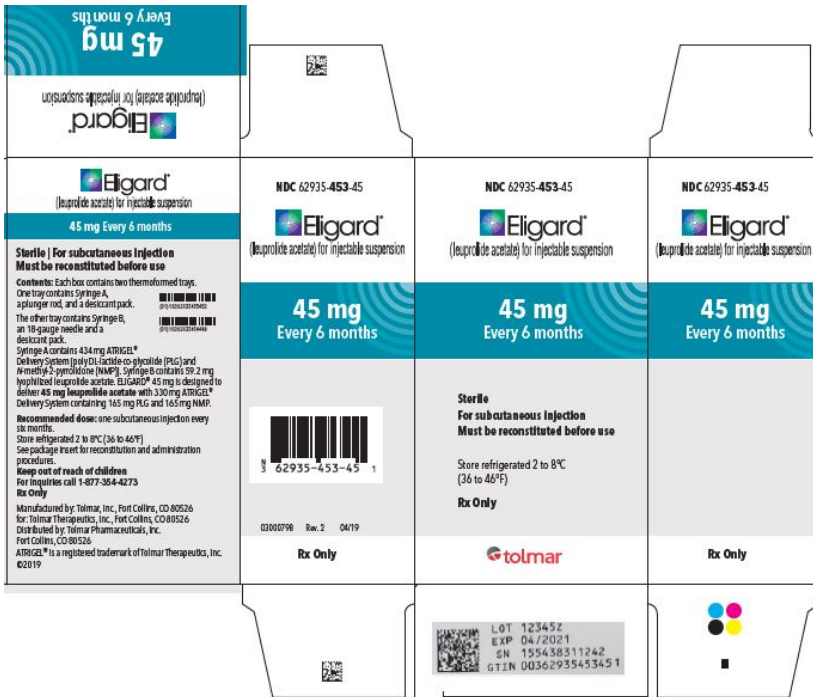 45 mg
Every 6 months
Eligard®
(leuprolide acetate) for injectable suspension
Eligard®
(leuprolide acetate) for injectable suspension
45 mg Every 6 months
Sterile | For subcutaneous injection
Must be reconstituted before use
Contents: Each box contains two thermoformed trays.
One tray contains Syringe A,
a plunger rod, and a desiccant pack.
The other tray contains Syringe B,
an 18-gauge needle and a
desiccant pack.
Syringe A contains 434 mg ATRIGEL®
Delivery System [poly DL-lactide-co-glycolide (PLG) and
N-methyl-2-pyrrolidone (NMP)]. Syringe B contains 59.2 mg
lyophilized leuprolide acetate. ELIGARD® 45 mg is designed to
deliver 45 mg leuprolide acetate with 330 mg ATRIGEL®
Delivery System containing 165 mg PLG and 165 mg NMP.
Recommended dose: one subcutaneous injection every
six months.
Store refrigerated 2 to 8°C (36 to 46°F)
See package insert for reconstitution and administration
procedures.
Keep out of reach of children
For inquiries call 1-877-354-4273
Rx Only
Manufactured by: Tolmar, Inc., Fort Collins, CO 80526
for: Tolmar Therapeutics, Inc., Fort Collins, CO 80526
Distributed by: Tolmar Pharmaceuticals, Inc.
Fort Collins, CO 80526
ATRIGEL® is a registered trademark of Tolmar Therapeutics, Inc.
©2019
NDC 62935-453-45
Eligard®
(leuprolide acetate) for injectable suspension
45 mg
Every 6 months
N
3 62935-453-45 1
03000798 Rev. 2 04/19
Rx Only
NDC 62935-453-45
Eligard®
(leuprolide acetate) for injectable suspension
45 mg
Every 6 months
Sterile
For subcutaneous injection
Must be reconstituted before use
Store refrigerated 2 to 8°C
(36 to 46°F)
Rx Only
tolmar
LOT 12345Z
EXP 04/2021
SN 155438311242
GTIN 00362935453451
NDC 62935-453-45
Eligard®
(leuprolide acetate) for injectable suspension
45 mg
Every 6 months
Rx Only